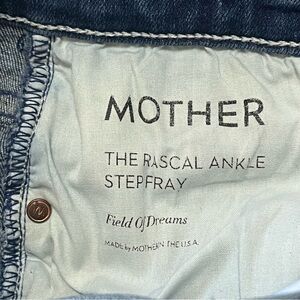 MOTHER
THE RASCAL ANKLE
STEPFRAY
Field Of Dreams
MADE by MOTHER IN THE U.S.A.